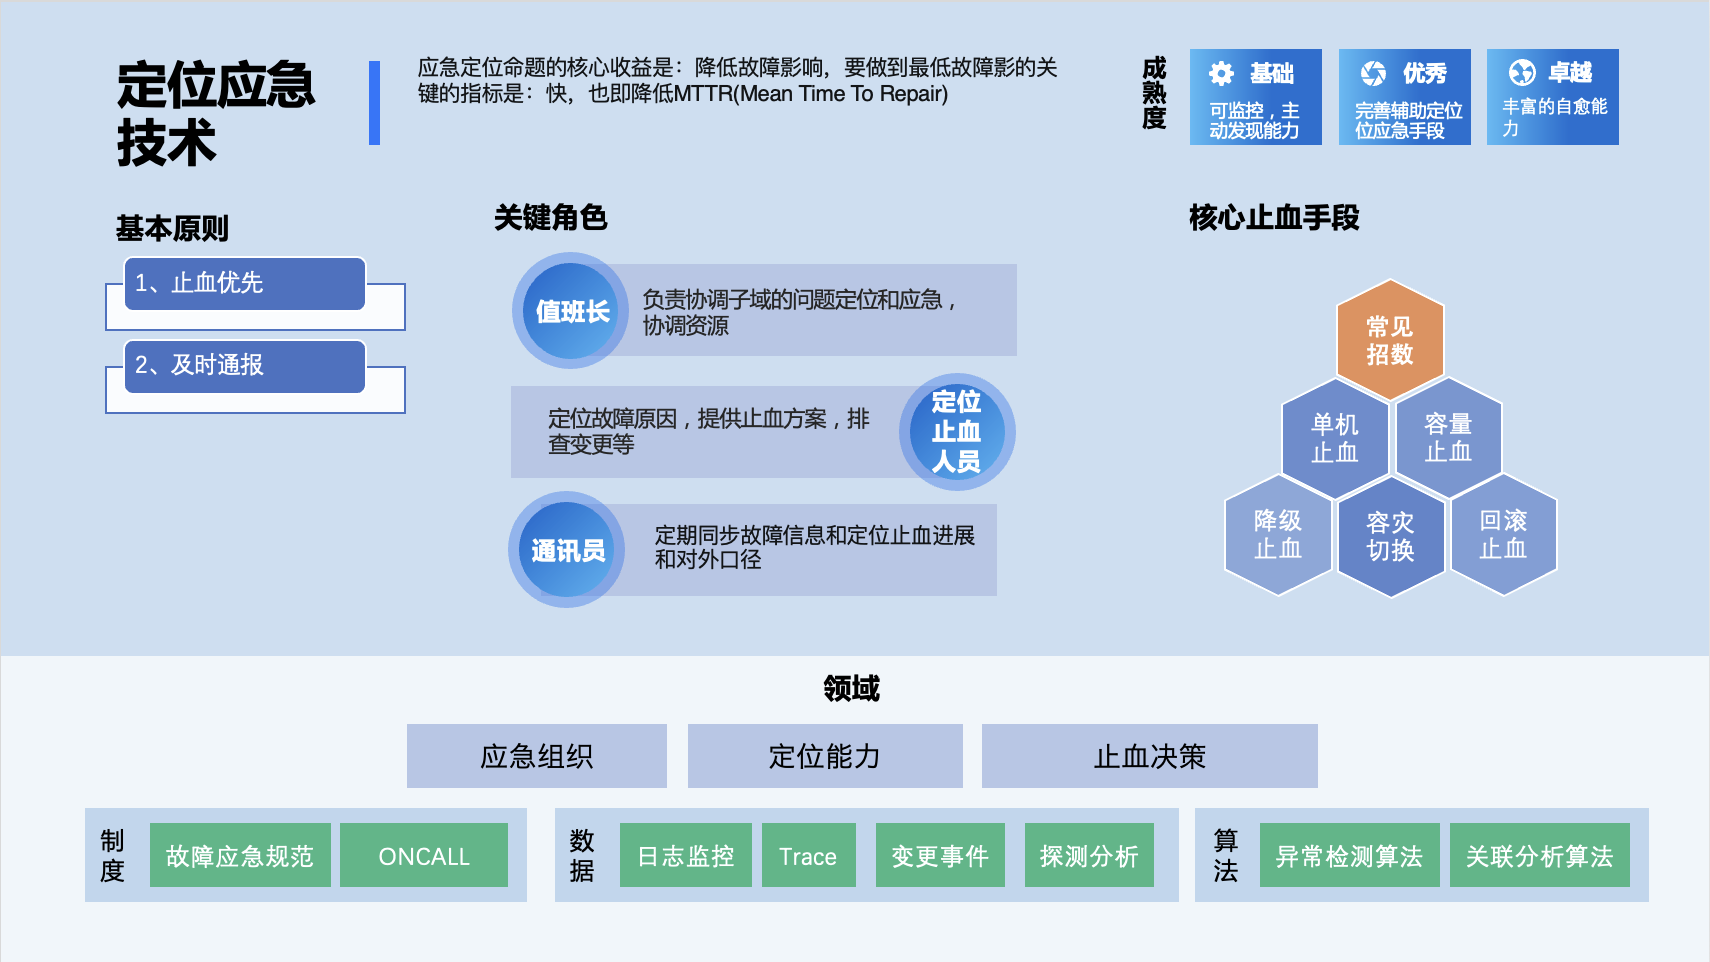 定位应急
技术
应急定位命题的核心收益是：降低故障影响，要做到最低故障影的关
键的指标是：快，也即降低MTTR(Mean Time To Repair)
成熟度
基础
可监控，主
动发现能力
优秀
完善辅助定位
位应急手段
卓越
丰富的自愈能
力
基本原则
1、止血优先
2、及时通报
关键角色
值班长
负责协调子域的问题定位和应急，
协调资源
定位故障原因，提供止血方案，排
查变更等
定位
止血
人员
通讯员
定期同步故障信息和定位止血进展
和对外口径
核心止血手段
常见
招数
单机
止血
容量
止血
降级
止血
容灾
切换
回滚
止血
领域
应急组织
定位能力
止血决策
制度
故障应急规范
ONCALL
数据
日志监控
Trace
变更事件
探测分析
算法
异常检测算法
关联分析算法